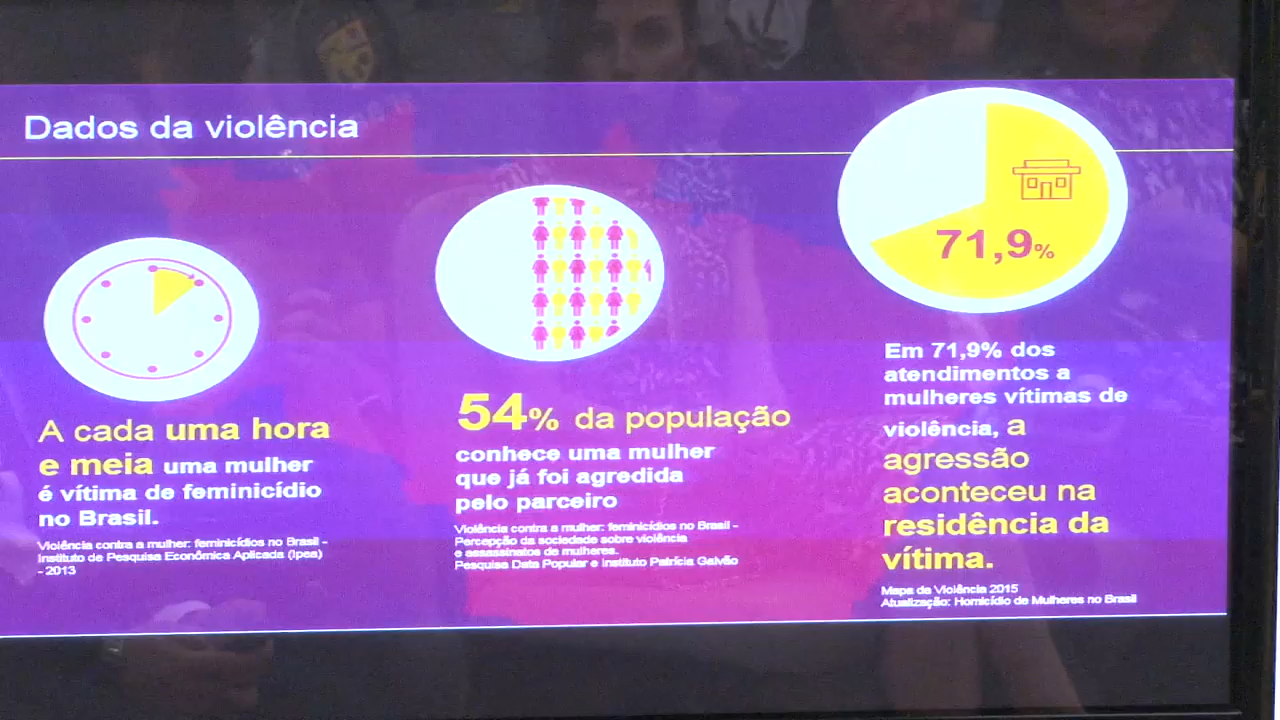 Dados da violência
A cada uma hora
e meia uma mulher
é vítima de feminicídio
no Brasil.
Violência contra a mulher: feminicídios no Brasil -
Instituto de Pesquisa Econômica Aplicada (Ipea)
- 2013
54% da população
conhece uma mulher
que já foi agredida
pelo parceiro
Violência contra a mulher: feminicídios no Brasil -
Percepção da sociedade sobre violência
e assassinatos de mulheres.
Pesquisa Data Popular e Instituto Patrícia Galvão
71,9%
Em 71,9% dos
atendimentos a
mulheres vítimas de
violência, a
agressão
aconteceu na
residência da
vítima.
Mapa da Violência 2015
Atualização: Homicídio de Mulheres no Brasil